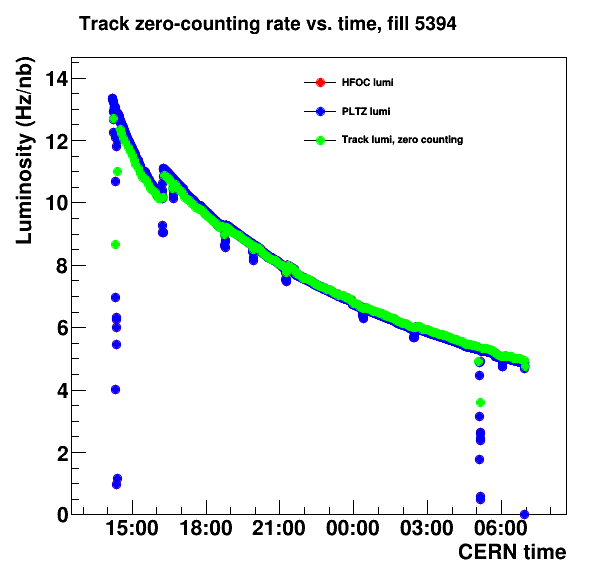 Track zero-counting rate vs. time, fill 5394
Luminosity (Hz/nb)
14
12
10
8
6
4
2
0
HFOC lumi
PLTZ lumi
Track lumi, zero counting
15:00 18:00 21:00 00:00 03:00 06:00
CERN time